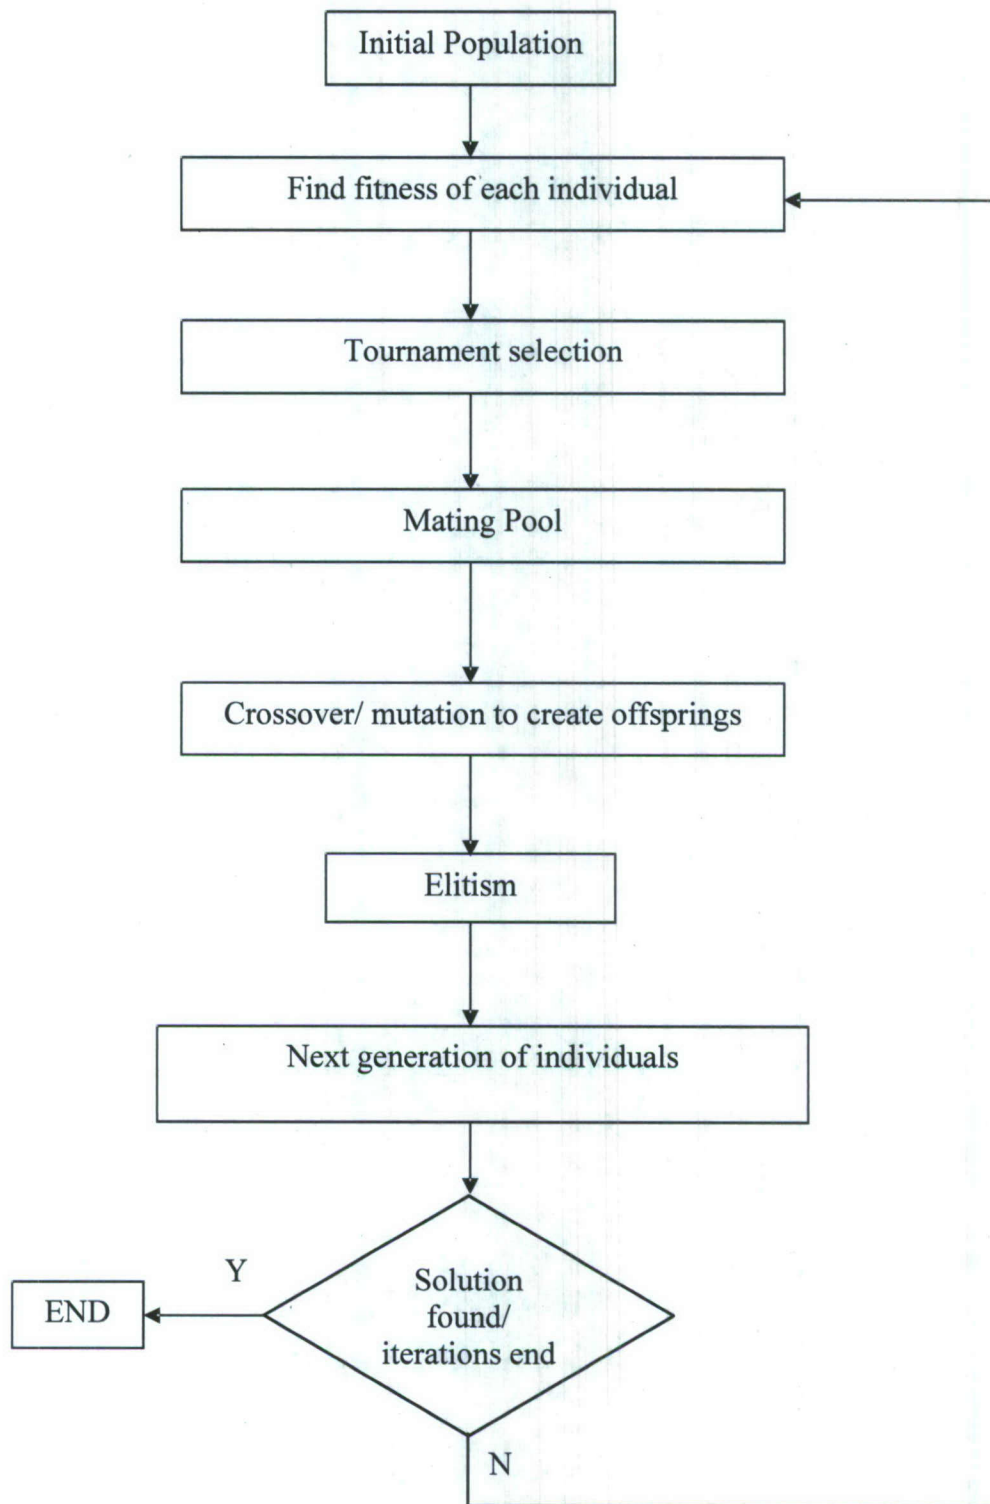 Initial Population
Find fitness of each individual
Tournament selection
Mating Pool
Crossover/ mutation to create offsprings
Elitism
Next generation of individuals
Y
Solution
found/
iterations end
END
N